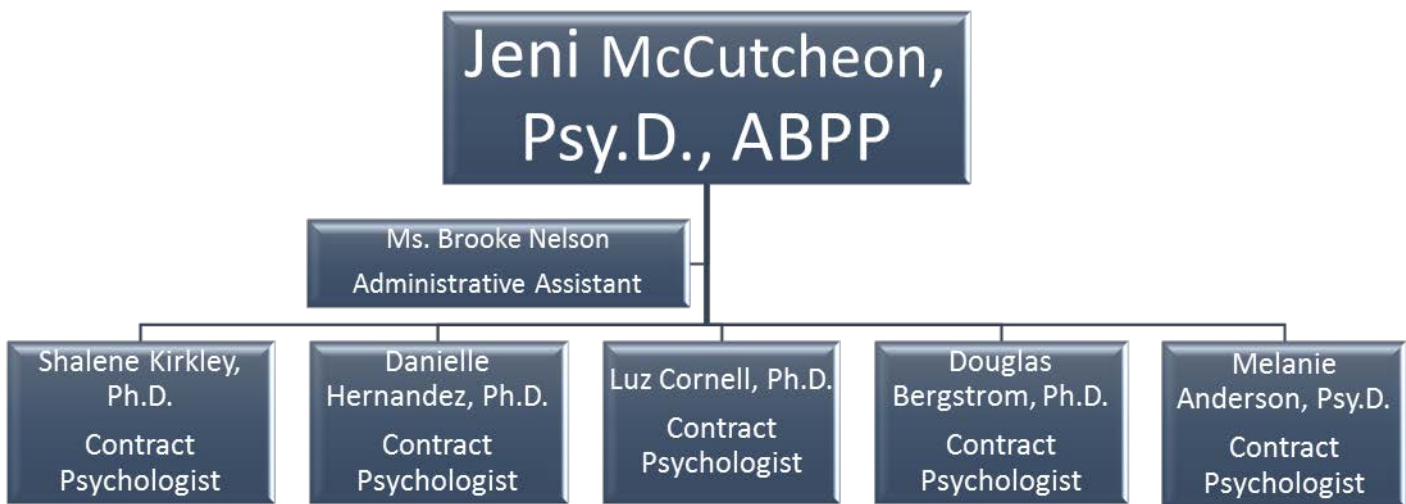 Jeni McCutcheon,
Psy.D., ABPP
Ms. Brooke Nelson
Administrative Assistant
Shalene Kirkley,
Ph.D.
Contract
Psychologist
Danielle
Hernandez, Ph.D.
Contract
Psychologist
Luz Cornell, Ph.D.
Contract
Psychologist
Douglas
Bergstrom, Ph.D.
Contract
Psychologist
Melanie
Anderson, Psy.D.
Contract
Psychologist